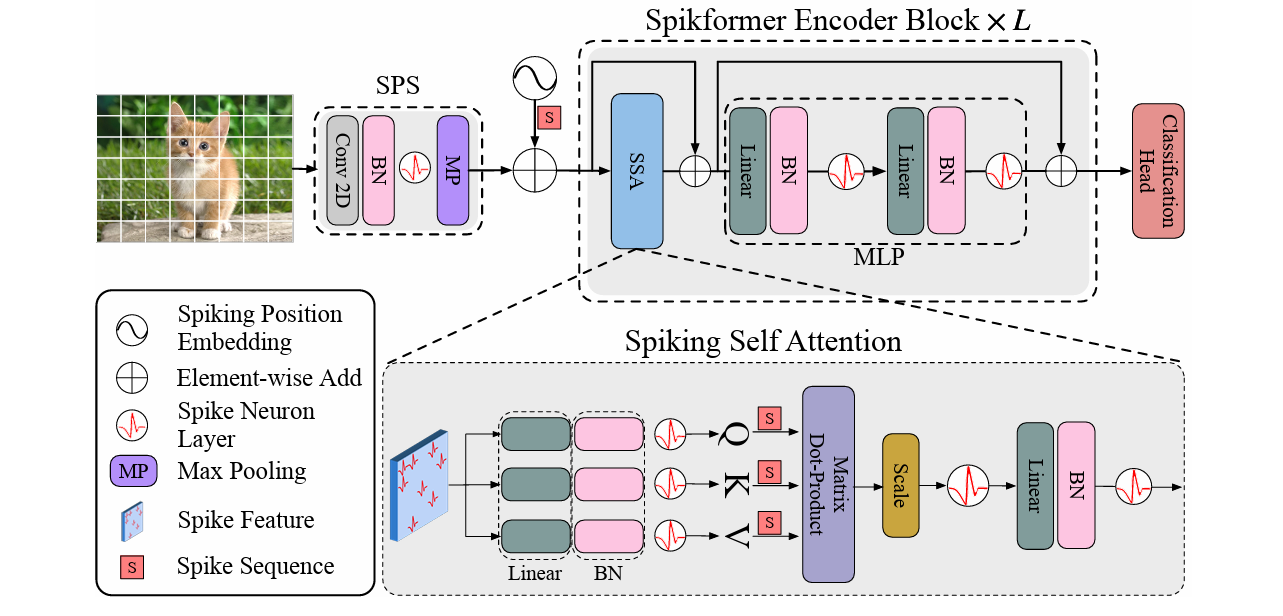 Spikformer Encoder Block × L
SPS
S
Conv 2D
BN
MP
SSA
Linear
BN
Linear
BN
MLP
Classification
Head
Spiking Position
Embedding
Element-wise Add
Spike Neuron
Layer
MP
Max Pooling
Spike Feature
S
Spike Sequence
Spiking Self Attention
Q
S
K
S
V
S
Linear
BN
Matrix
Dot-Product
Scale
Linear
BN